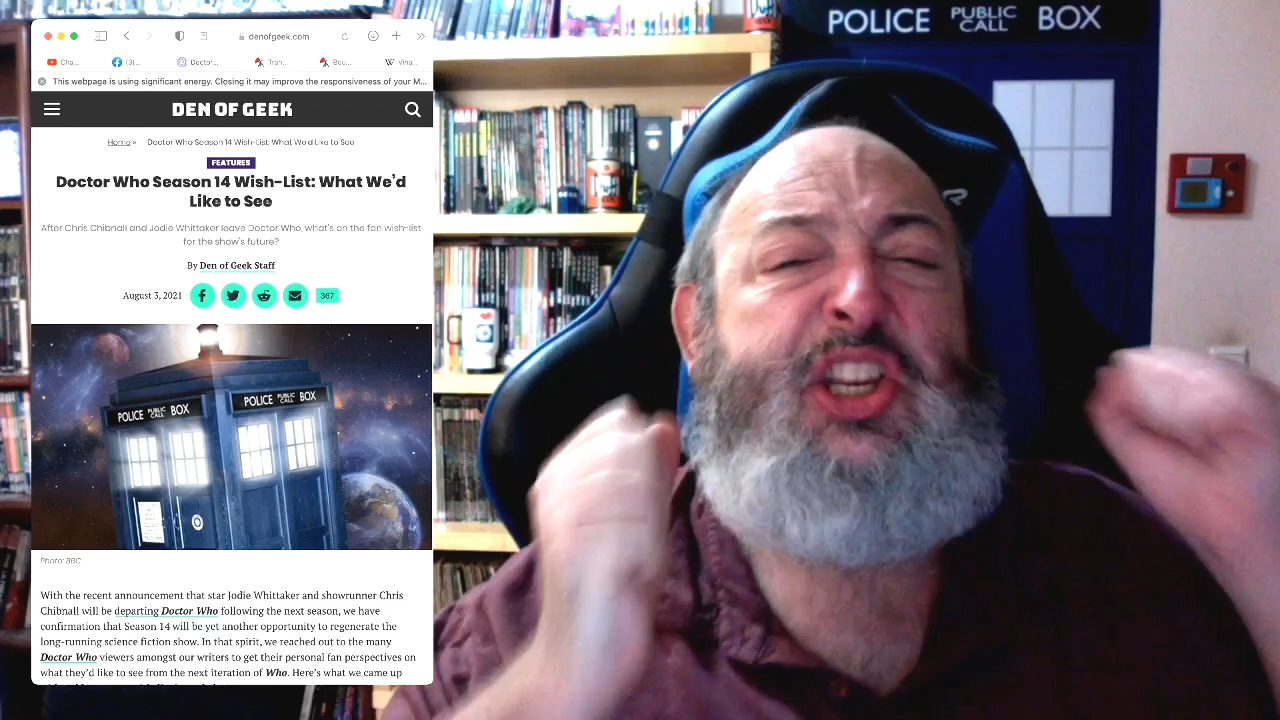 denofgeek.com
Cha...
(3)...
Doctor...
Tran...
Bou...
Vina...
This webpage is using significant energy. Closing it may improve the responsiveness of your M...
DEN OF GEEK
Home » Doctor Who Season 14 Wish-List: What We'd Like to See
FEATURES
Doctor Who Season 14 Wish-List: What We'd
Like to See
After Chris Chibnall and Jodie Whittaker leave Doctor Who, what's on the fan wish-list
for the show's future?
By Den of Geek Staff
August 3, 2021
367
POLICE PUBLIC CALL BOX
POLICE PUBLIC CALL BOX
Photo: BBC
With the recent announcement that star Jodie Whittaker and showrunner Chris
Chibnall will be departing Doctor Who following the next season, we have
confirmation that Season 14 will be yet another opportunity to regenerate the
long-running science fiction show. In that spirit, we reached out to the many
Doctor Who viewers amongst our writers to get their personal fan perspectives on
what they'd like to see from the next iteration of Who. Here's what we came up
POLICE PUBLIC CALL BOX